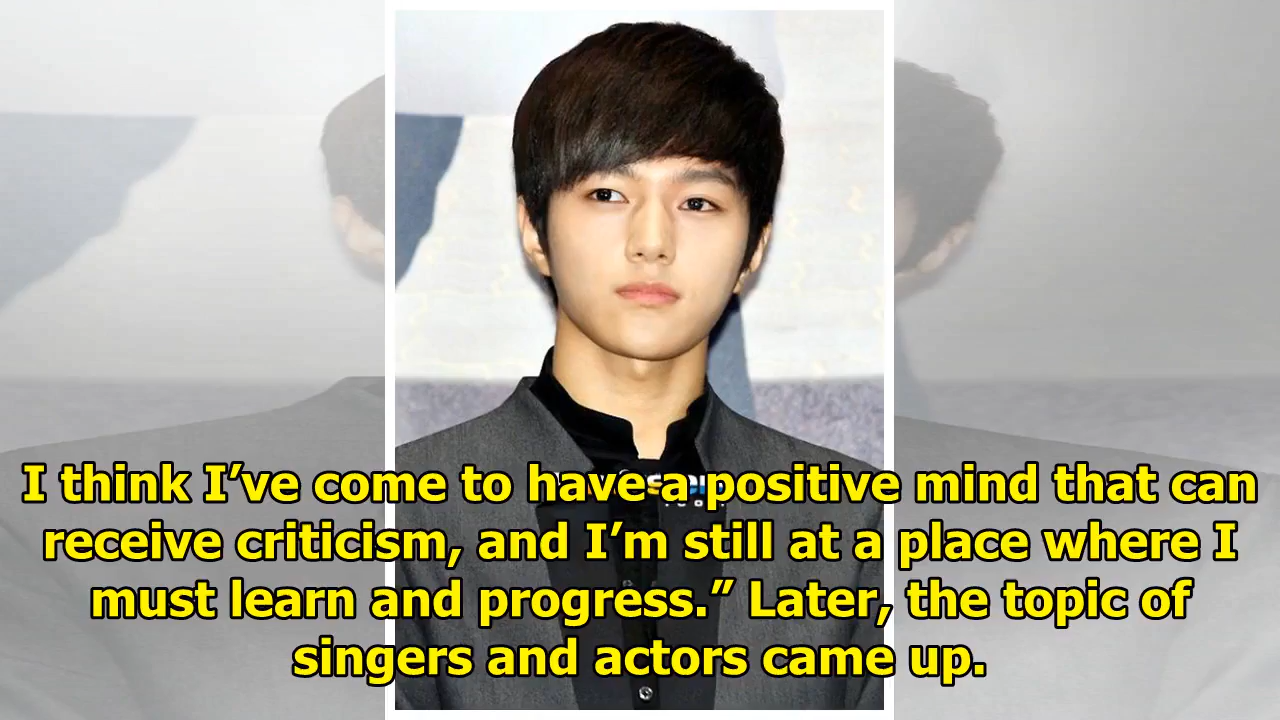 I think I’ve come to have a positive mind that can
receive criticism, and I’m still at a place where I
must learn and progress.” Later, the topic of
singers and actors came up.